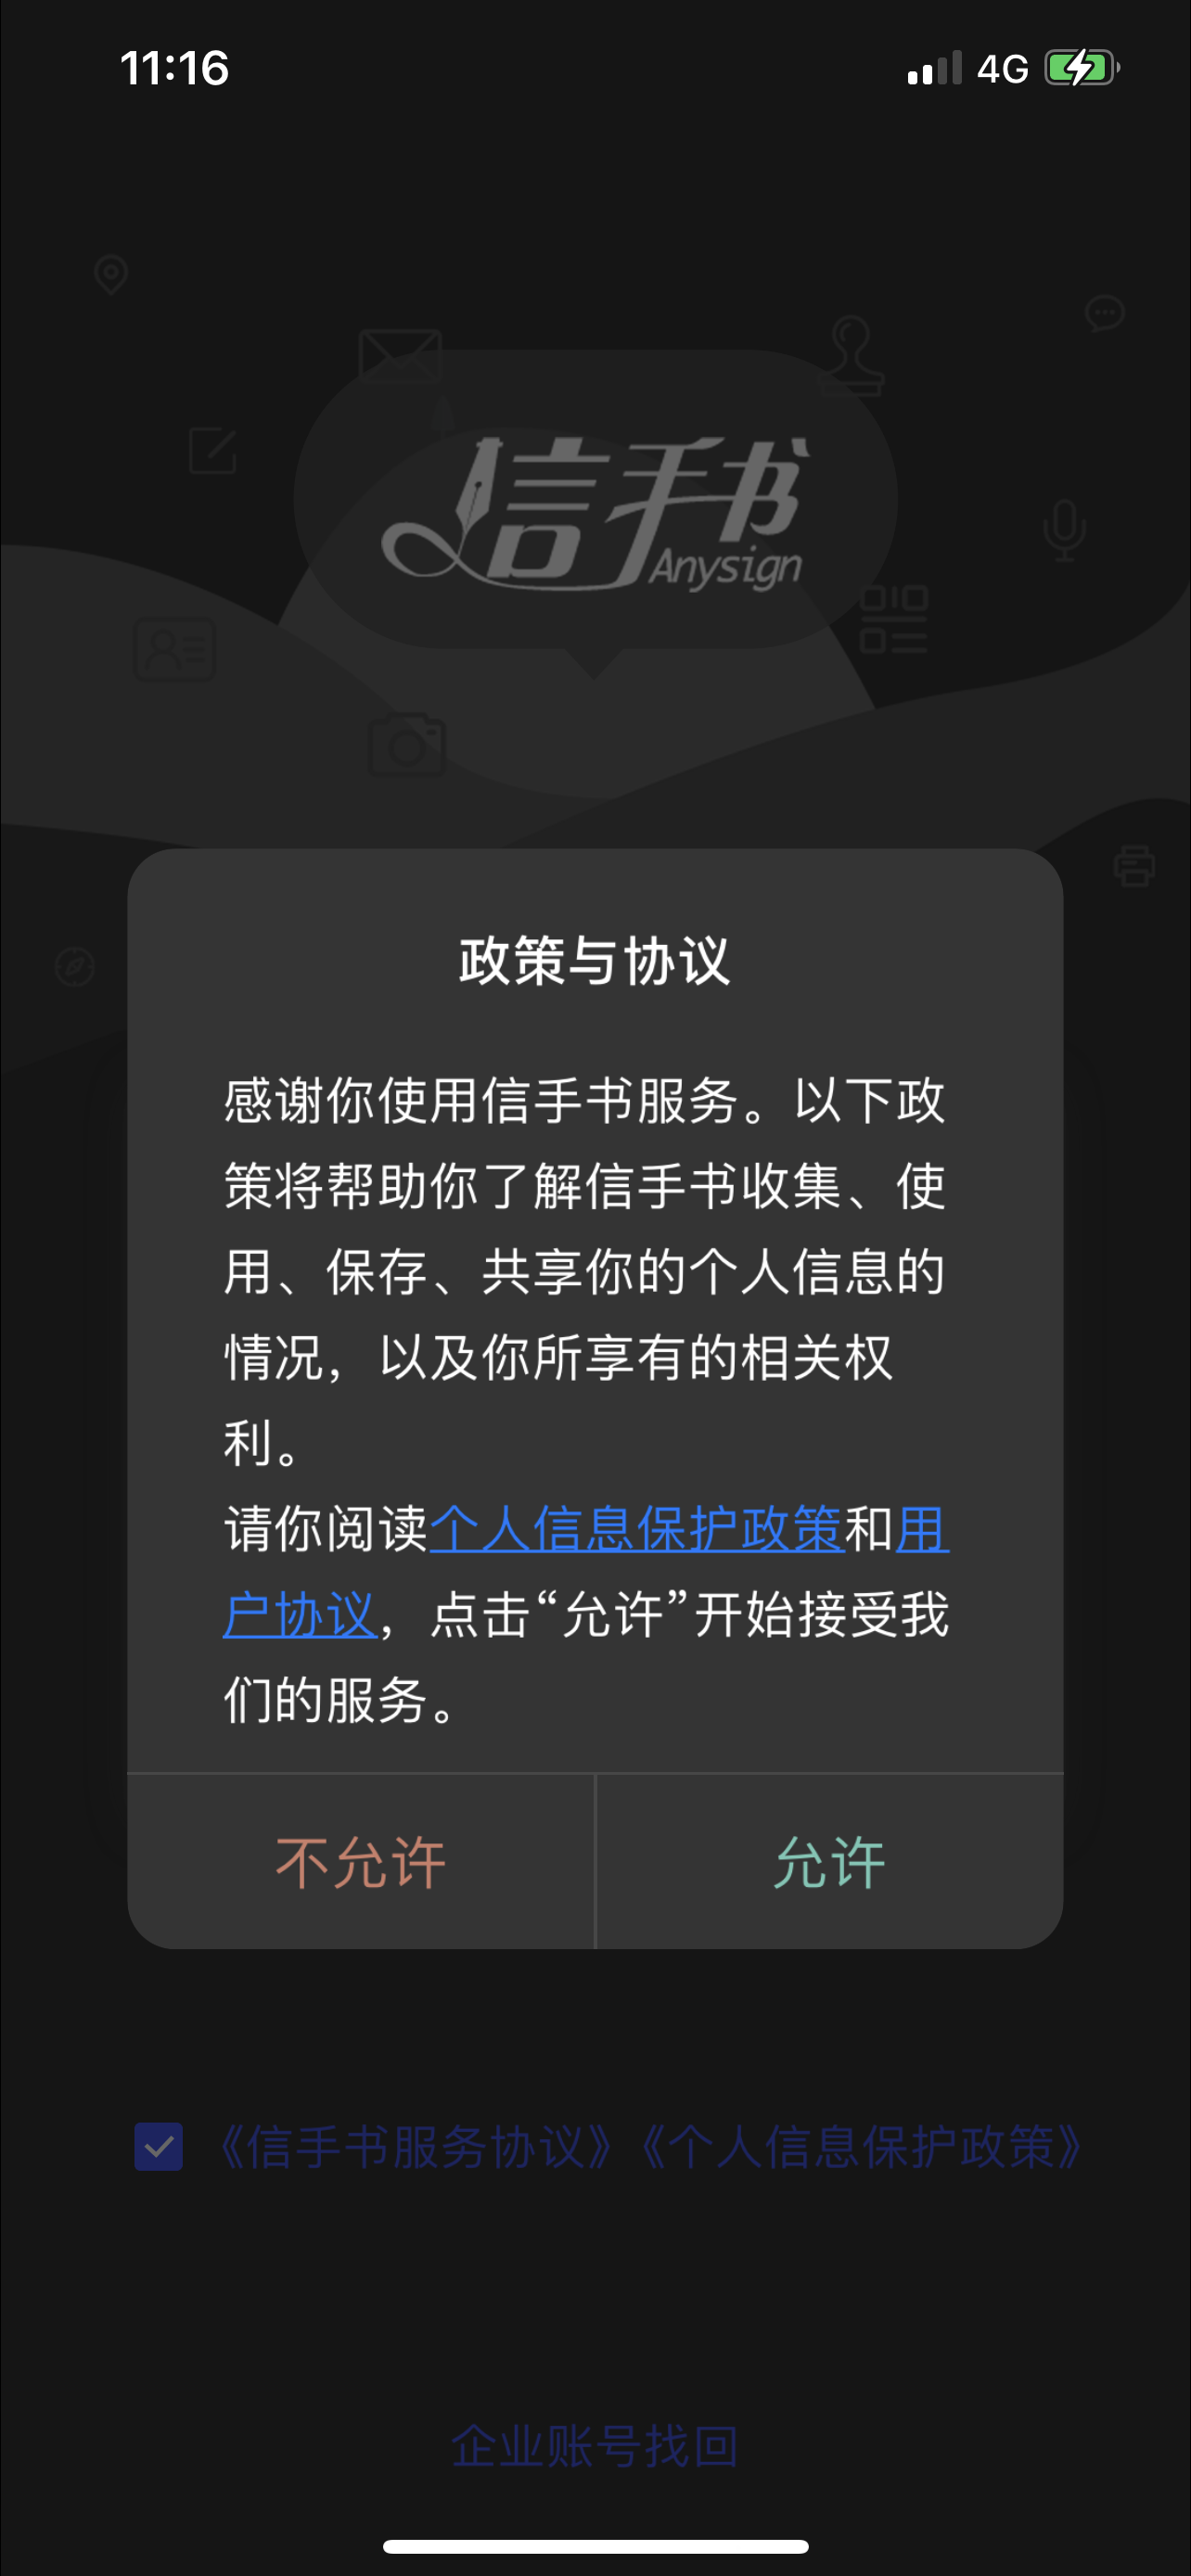 11:16
4G
信手书
Anysign
政策与协议
感谢你使用信手书服务。以下政
策将帮助你了解信手书收集、使
用、保存、共享你的个人信息的
情况，以及你所享有的相关权
利。
请你阅读个人信息保护政策和用
户协议，点击“允许”开始接受我
们的服务。
不允许
允许
《信手书服务协议》《个人信息保护政策》
企业账号找回